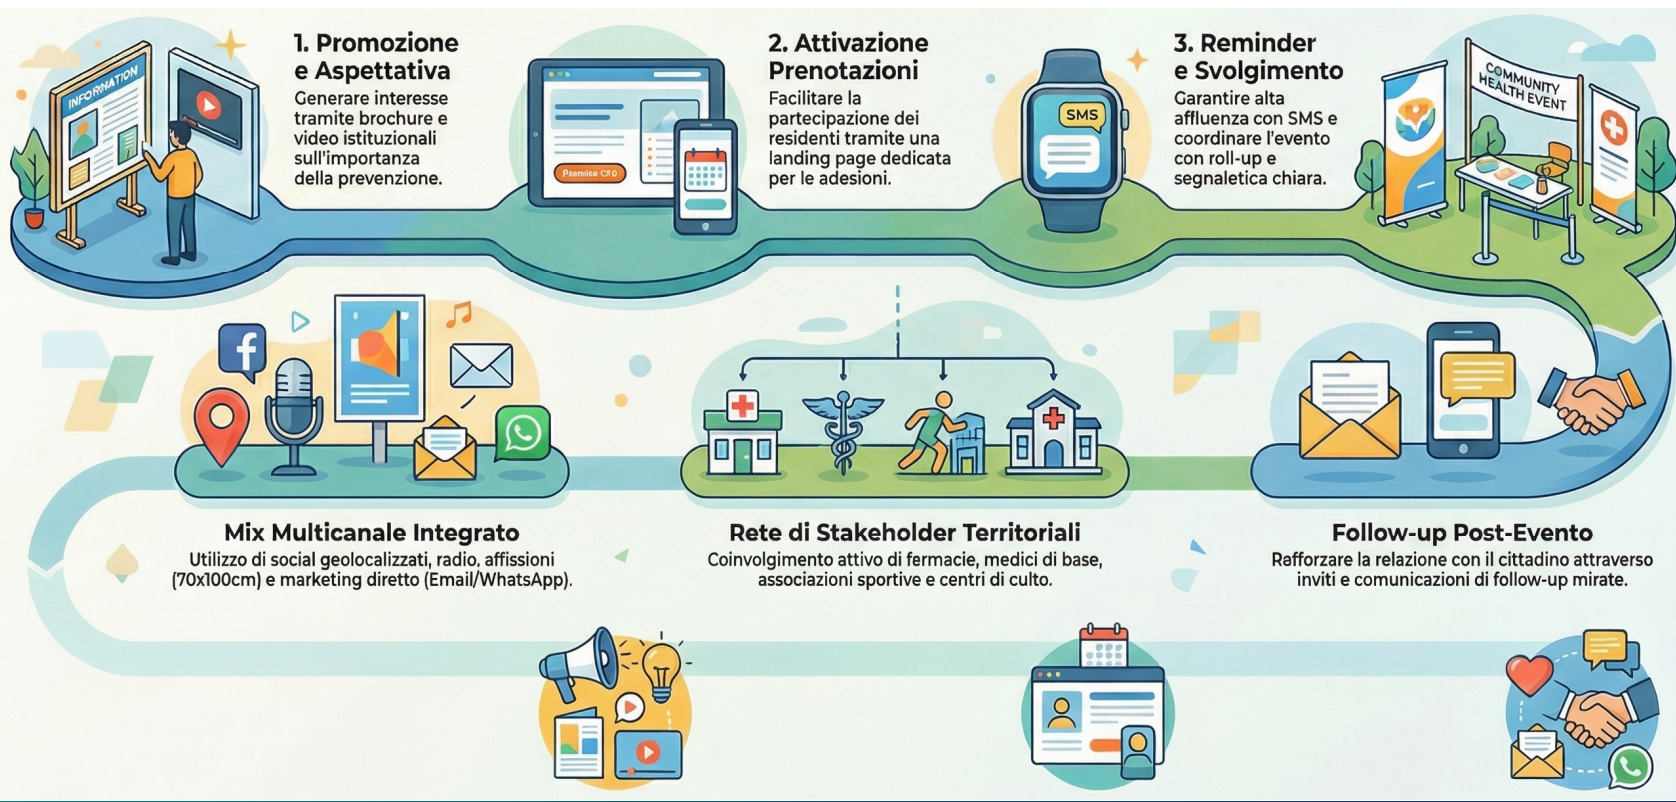 INFORMATION
1. Promozione
e Aspettativa
Generare interesse
tramite brochure e
video istituzionali
sull'importanza
della prevenzione.
2. Attivazione
Prenotazioni
Facilitare la
partecipazione dei
residenti tramite una
landing page dedicata
per le adesioni.
SMS
3. Reminder
e Svolgimento
Garantire alta
affluenza con SMS e
coordinare l'evento
con roll-up e
segnaletica chiara.
COMMUNITY
HEALTH EVENT
Mix Multicanale Integrato
Utilizzo di social geolocalizzati, radio, affissioni
(70x100cm) e marketing diretto (Email/WhatsApp).
Rete di Stakeholder Territoriali
Coinvolgimento attivo di fermacie, medici di base,
associazioni sportive e centri di culto.
Follow-up Post-Evento
Rafforzare la relazione con il cittadino attraverso
inviti e comunicazioni di follow-up mirate.